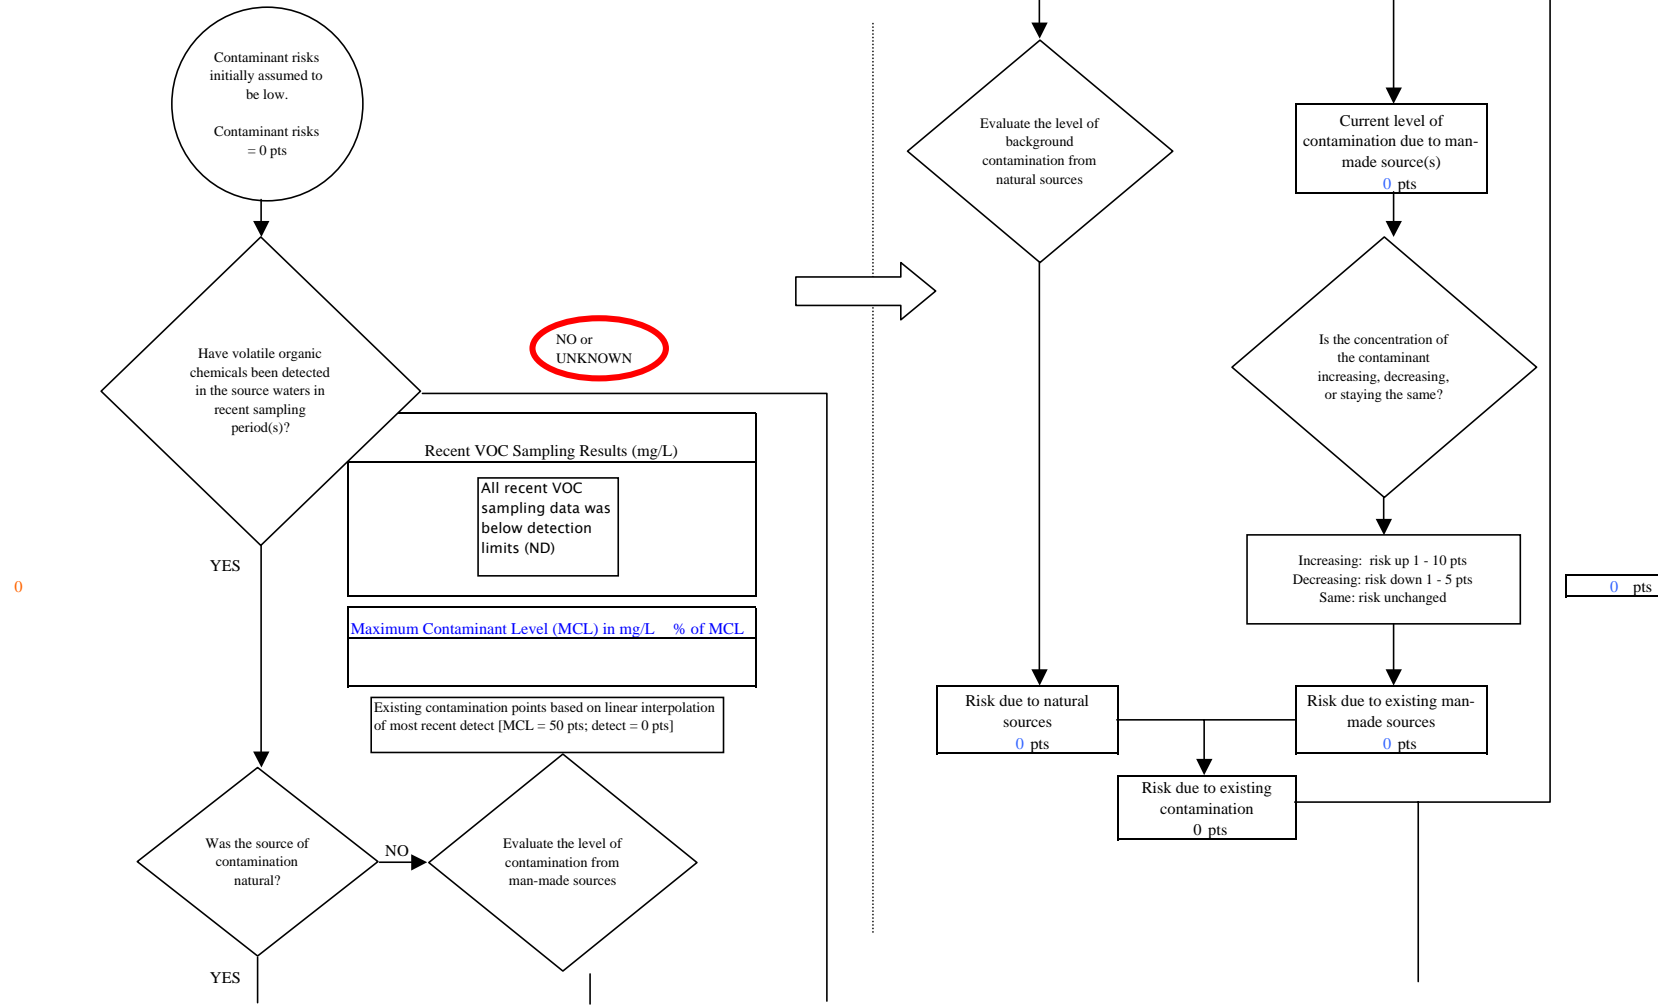 Contaminant risks
initially assumed to
be low.
Contaminant risks
= 0 pts
Have volatile organic
chemicals been detected
in the source waters in
recent sampling
period(s)?
NO or
UNKNOWN
Recent VOC Sampling Results (mg/L)
All recent VOC
sampling data was
below detection
limits (ND)
YES
0
Maximum Contaminant Level (MCL) in mg/L % of MCL
Existing contamination points based on linear interpolation
of most recent detect [MCL = 50 pts; detect = 0 pts]
Was the source of
contamination
natural?
NO
Evaluate the level of
contamination from
man-made sources
YES
Evaluate the level of
background
contamination from
natural sources
Current level of
contamination due to man-
made source(s)
0 pts
Is the concentration of
the contaminant
increasing, decreasing,
or staying the same?
Increasing: risk up 1 - 10 pts
Decreasing: risk down 1 - 5 pts
Same: risk unchanged
0 pts
Risk due to natural
sources
0 pts
Risk due to existing man-
made sources
0 pts
Risk due to existing
contamination
0 pts